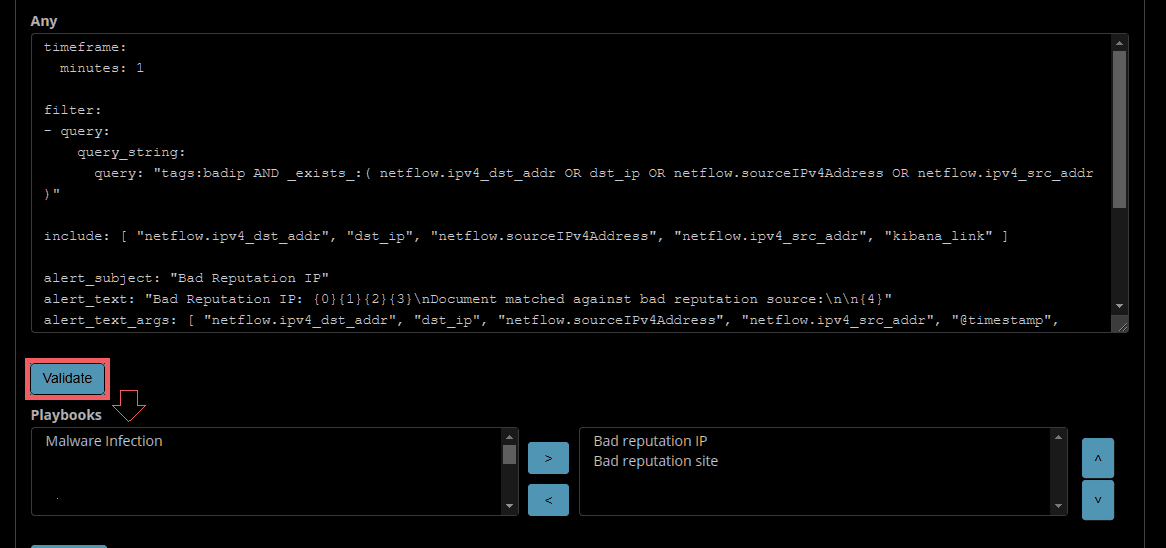 Any
timeframe:
  minutes: 1
filter:
- query:
    query_string:
      query: "tags:badip AND _exists_:( netflow.ipv4_dst_addr OR dst_ip OR netflow.sourceIPv4Address OR netflow.ipv4_src_addr
)"
include: [ "netflow.ipv4_dst_addr", "dst_ip", "netflow.sourceIPv4Address", "netflow.ipv4_src_addr", "kibana_link" ]
alert_subject: "Bad Reputation IP"
alert_text: "Bad Reputation IP: {0}{1}{2}{3}\nDocument matched against bad reputation source:\n\n{4}"
alert_text_args: [ "netflow.ipv4_dst_addr", "dst_ip", "netflow.sourceIPv4Address", "netflow.ipv4_src_addr", "@timestamp",
Validate
Playbooks
Malware Infection
>
<
Bad reputation IP
Bad reputation site
^
v